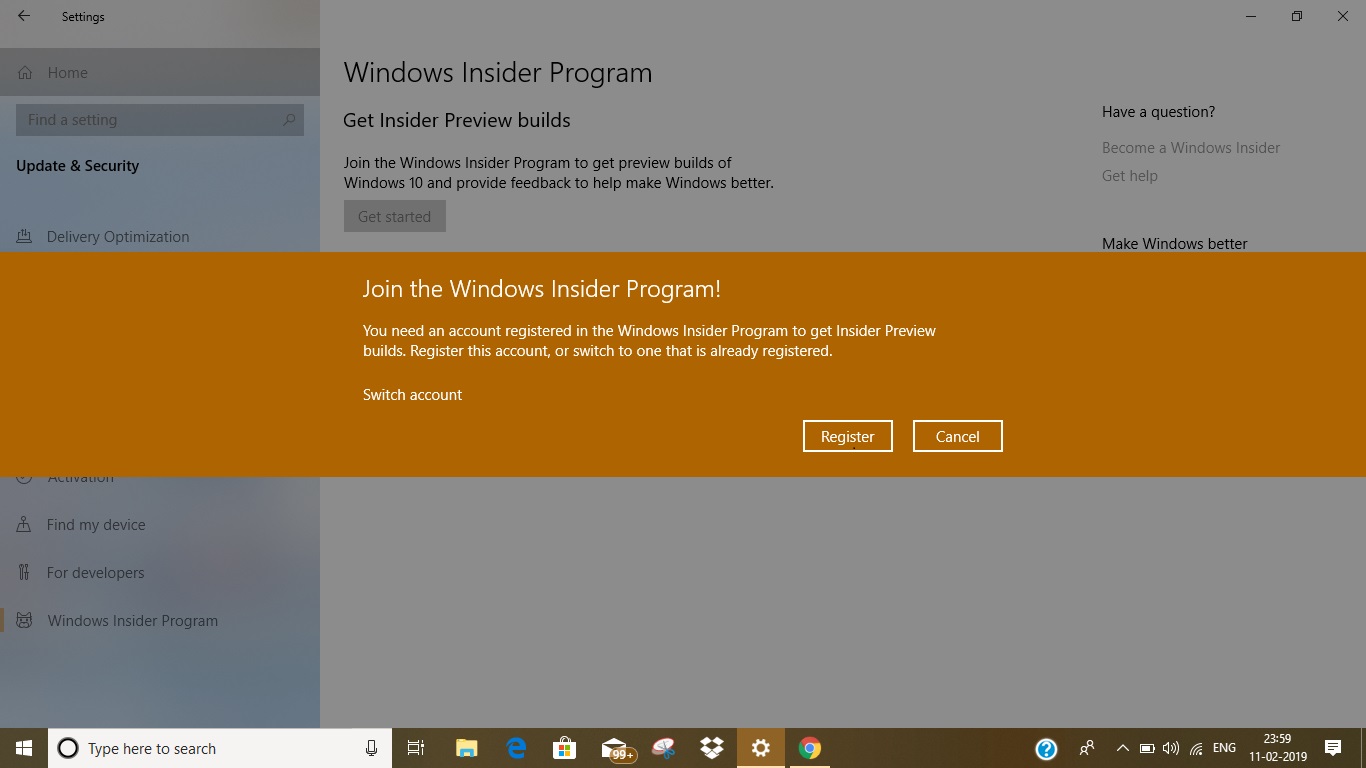 Settings
Home
Find a setting
Update & Security
Delivery Optimization
Windows Insider Program
Get Insider Preview builds
Join the Windows Insider Program to get preview builds of
Windows 10 and provide feedback to help make Windows better.
Get started
Have a question?
Become a Windows Insider
Get help
Make Windows better
Join the Windows Insider Program!
You need an account registered in the Windows Insider Program to get Insider Preview
builds. Register this account, or switch to one that is already registered.
Switch account
Register
Cancel
Activation
Find my device
For developers
Windows Insider Program
Type here to search
99+
ENG
23:59
11-02-2019